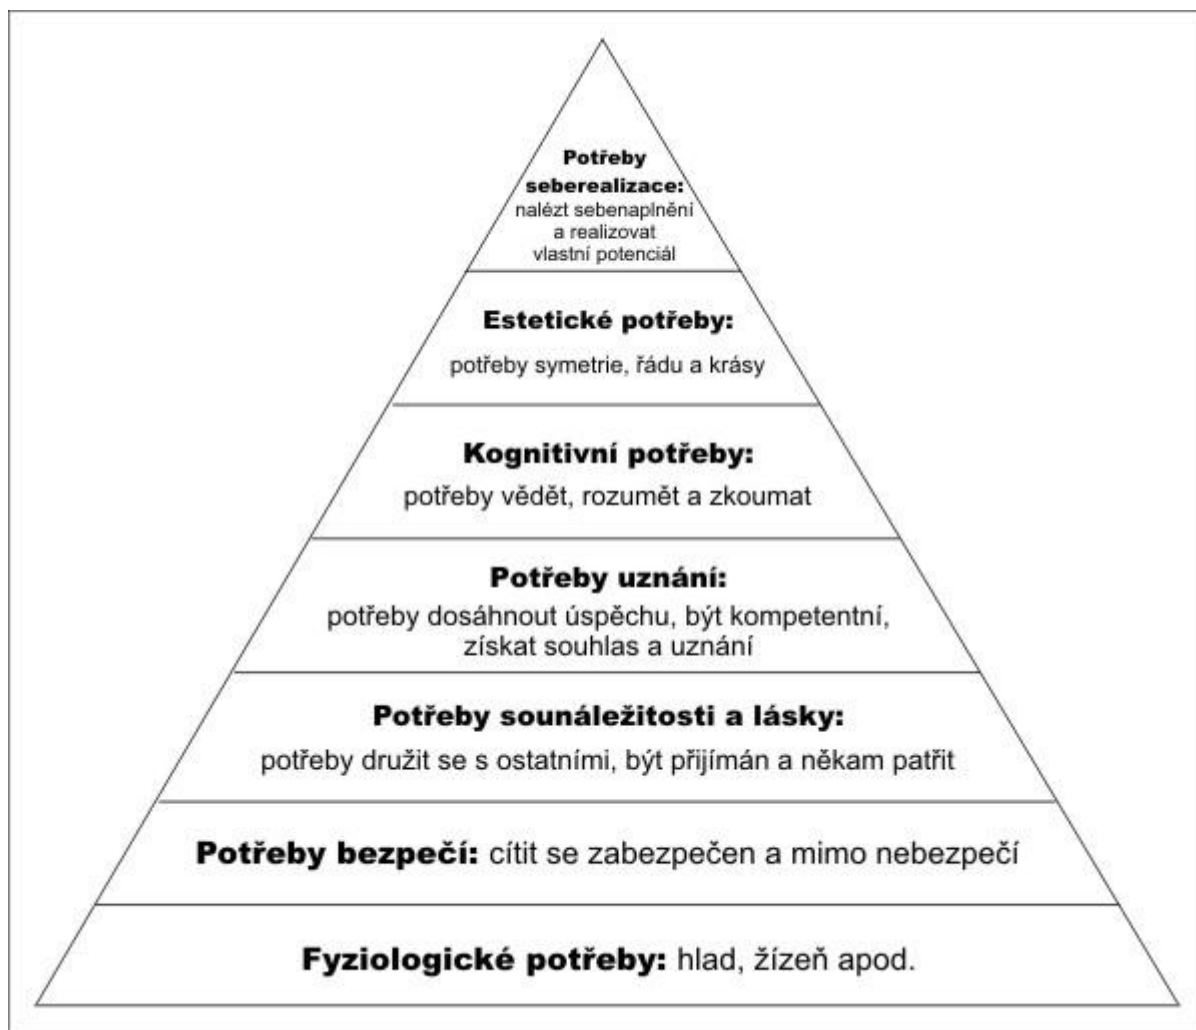 Potřeby
seberealizace:
nalézt sebenaplnění
a realizovat
vlastní potenciál
Estetické potřeby:
potřeby symetrie, řádu a krásy
Kognitivní potřeby:
potřeby vědět, rozumět a zkoumat
Potřeby uznání:
potřeby dosáhnout úspěchu, být kompetentní,
získat souhlas a uznání
Potřeby sounáležitosti a lásky:
potřeby družit se s ostatními, být přijímán a někam patřit
Potřeby bezpečí: cítit se zabezpečen a mimo nebezpečí
Fyziologické potřeby: hlad, žízeň apod.